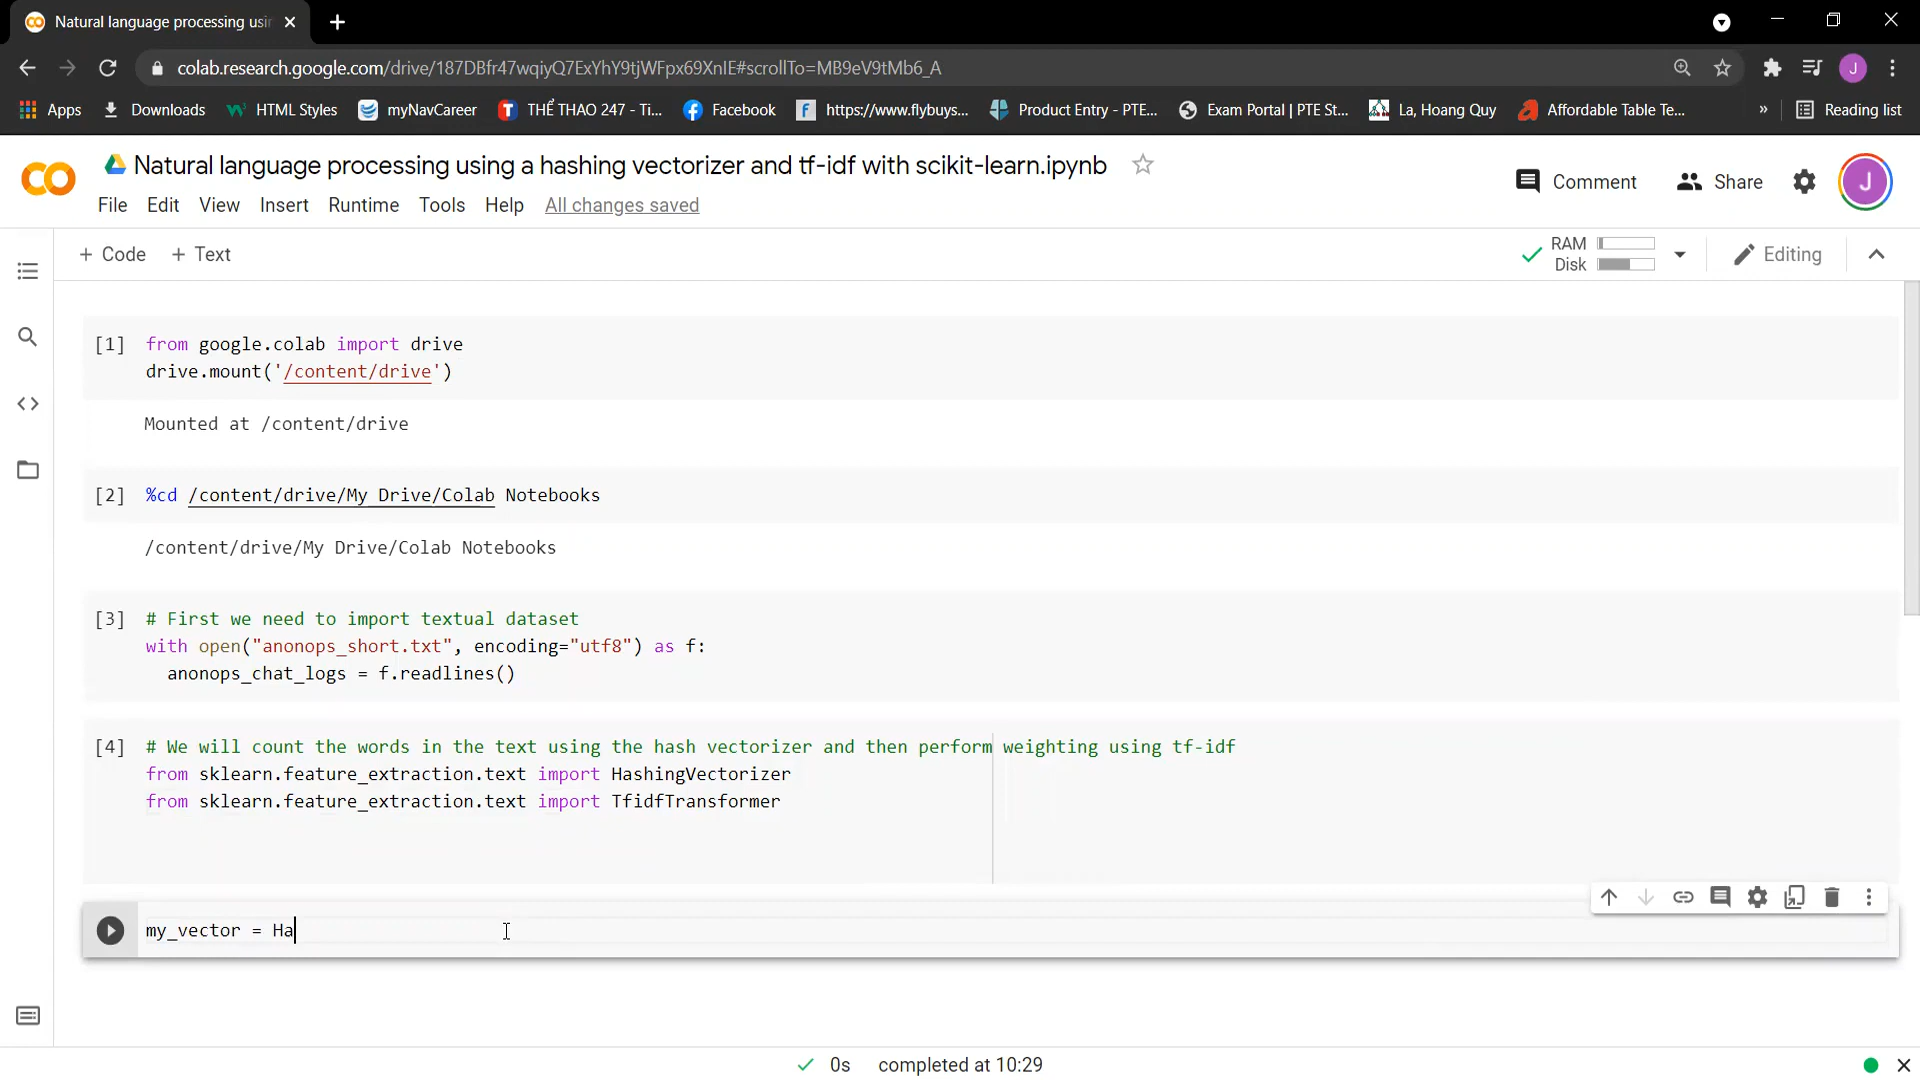 Natural language processing usin
colab.research.google.com/drive/187DBfr47wqiyQ7ExYhY9tjWFpx69XnIE#scrollTo=MB9eV9tMb6_A
J
Apps Downloads HTML Styles myNavCareer THỂ THAO 247 - Ti... Facebook https://www.flybuys... Product Entry - PTE... Exam Portal | PTE St... La, Hoang Quy Affordable Table Te... » Reading list
Natural language processing using a hashing vectorizer and tf-idf with scikit-learn.ipynb
Comment Share J
File Edit View Insert Runtime Tools Help All changes saved
+ Code + Text
RAM
Disk
Editing
[1] from google.colab import drive
drive.mount('/content/drive')
Mounted at /content/drive
[2] %cd /content/drive/My Drive/Colab Notebooks
/content/drive/My Drive/Colab Notebooks
[3] # First we need to import textual dataset
with open("anonops_short.txt", encoding="utf8") as f:
anonops_chat_logs = f.readlines()
[4] # We will count the words in the text using the hash vectorizer and then perform weighting using tf-idf
from sklearn.feature_extraction.text import HashingVectorizer
from sklearn.feature_extraction.text import TfidfTransformer
my_vector = Ha
0s completed at 10:29